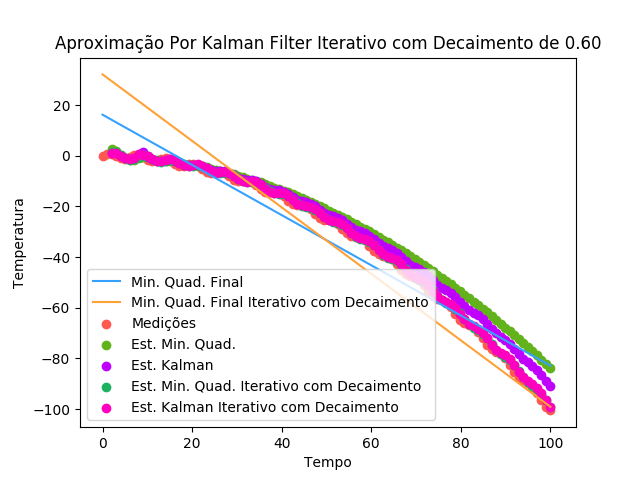 Aproximação Por Kalman Filter Iterativo com Decaimento de 0.60
Temperatura
20
0
−20
−40
−60
−80
−100
Min. Quad. Final
Min. Quad. Final Iterativo com Decaimento
Medições
Est. Min. Quad.
Est. Kalman
Est. Min. Quad. Iterativo com Decaimento
Est. Kalman Iterativo com Decaimento
0 20 40 60 80 100
Tempo